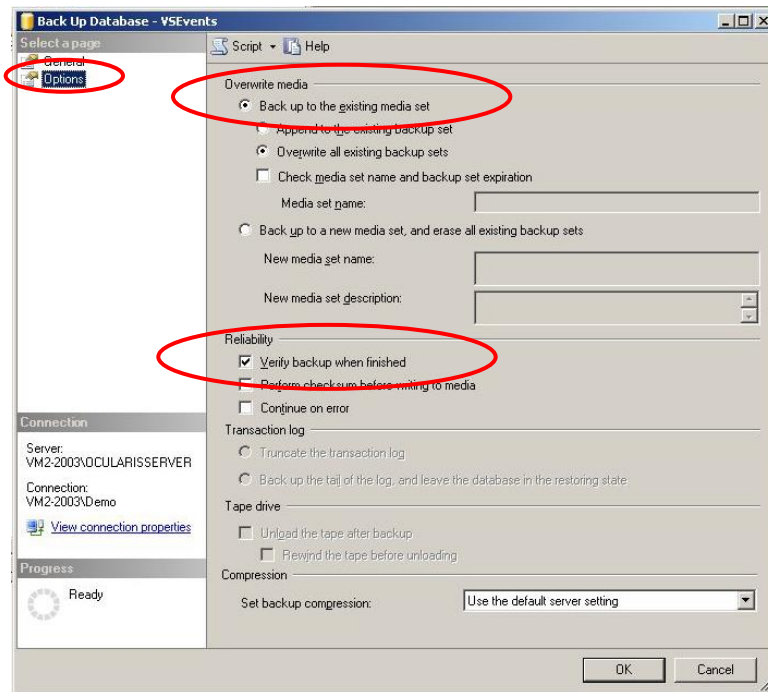 Back Up Database - VSEvents
Select a page
General
Options
Script Help
Overwrite media
Back up to the existing media set
Append to the existing backup set
Overwrite all existing backup sets
Check media set name and backup set expiration
Media set name:
Back up to a new media set, and erase all existing backup sets
New media set name:
New media set description:
Reliability
Verify backup when finished
Perform checksum before writing to media
Continue on error
Transaction log
Truncate the transaction log
Back up the tail of the log, and leave the database in the restoring state
Tape drive
Unload the tape after backup
Rewind the tape before unloading
Compression
Set backup compression: Use the default server setting
Connection
Server:
VM2-2003\OCULARISSERVER
Connection:
VM2-2003\Demo
View connection properties
Progress
Ready
OK Cancel